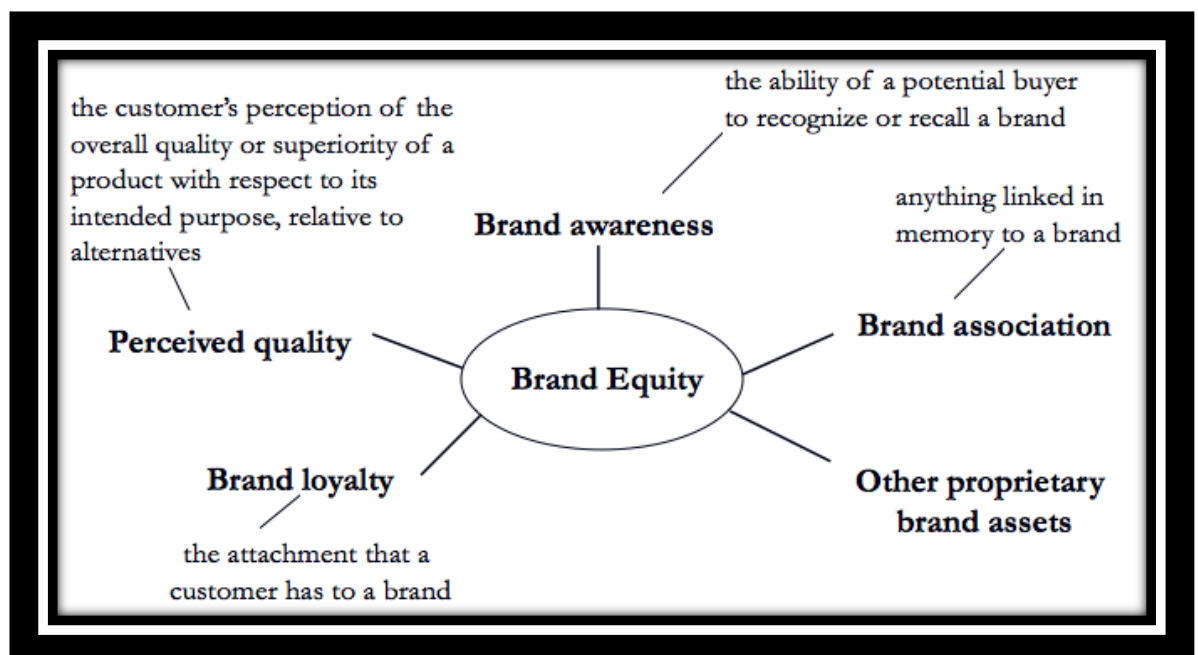 the ability of a potential buyer
to recognize or recall a brand
the customer's perception of the
overall quality or superiority of a
product with respect to its
intended purpose, relative to
alternatives
anything linked in
memory to a brand
Brand awareness
Perceived quality
Brand association
Brand Equity
Brand loyalty
Other proprietary
brand assets
the attachment that a
customer has to a brand